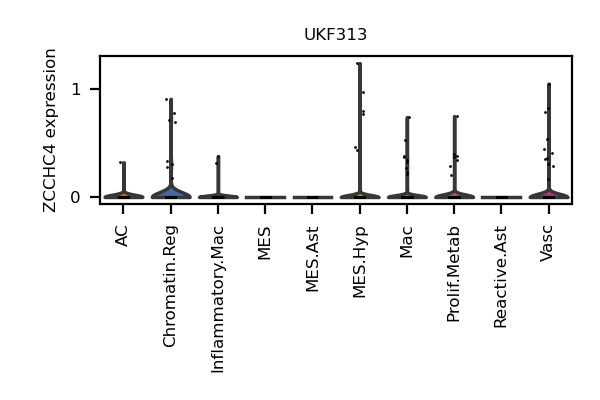 UKF313
ZCCHC4 expression
1
0
AC
Chromatin.Reg
Inflammatory.Mac
MES
MES.Ast
MES.Hyp
Mac
Prolif.Metab
Reactive.Ast
Vasc